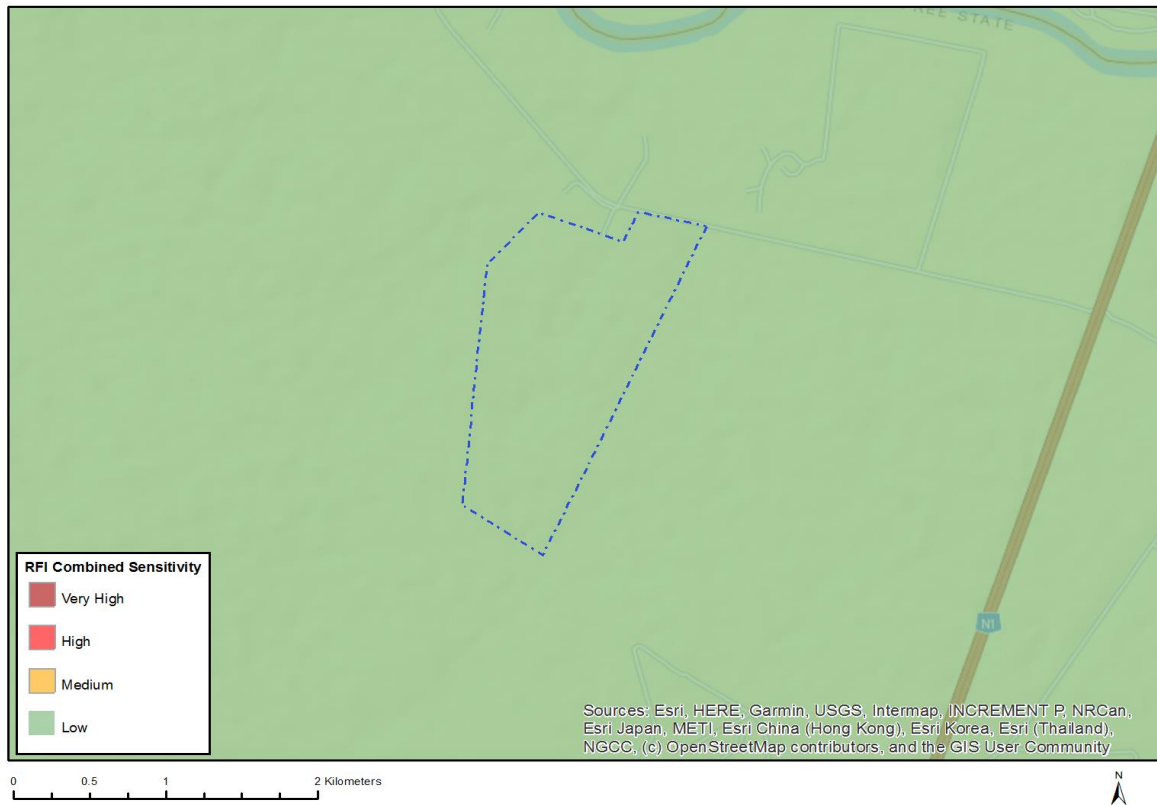 FREE STATE
N1
RFI Combined Sensitivity
Very High
High
Medium
Low
Sources: Esri, HERE, Garmin, USGS, Intermap, INCREMENT P, NRCan,
Esri Japan, METI, Esri China (Hong Kong), Esri Korea, Esri (Thailand),
NGCC, (c) OpenStreetMap contributors, and the GIS User Community
0 0.5 1 2 Kilometers
N